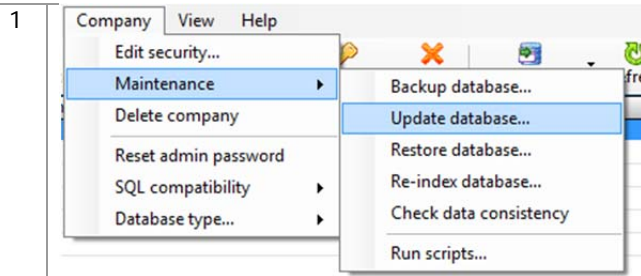 1
Company View Help
Edit security...
Maintenance
Delete company
Reset admin password
SQL compatibility
Database type...
Backup database...
Update database...
Restore database...
Re-index database...
Check data consistency
Run scripts...